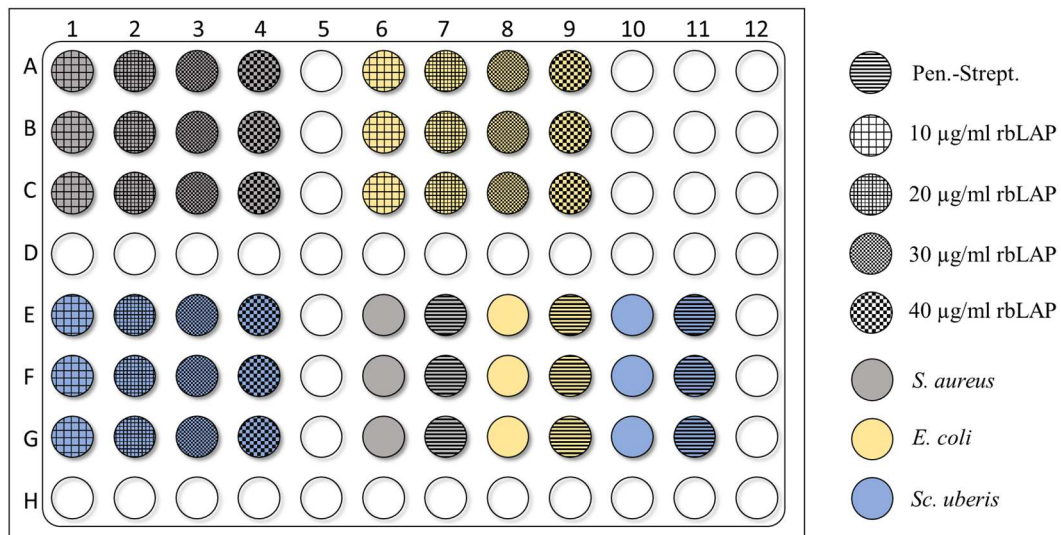 1 2 3 4 5 6 7 8 9 10 11 12
A
B
C
D
E
F
G
H
Pen.-Strept.
10 µg/ml rbLAP
20 µg/ml rbLAP
30 µg/ml rbLAP
40 µg/ml rbLAP
S. aureus
E. coli
Sc. uberis